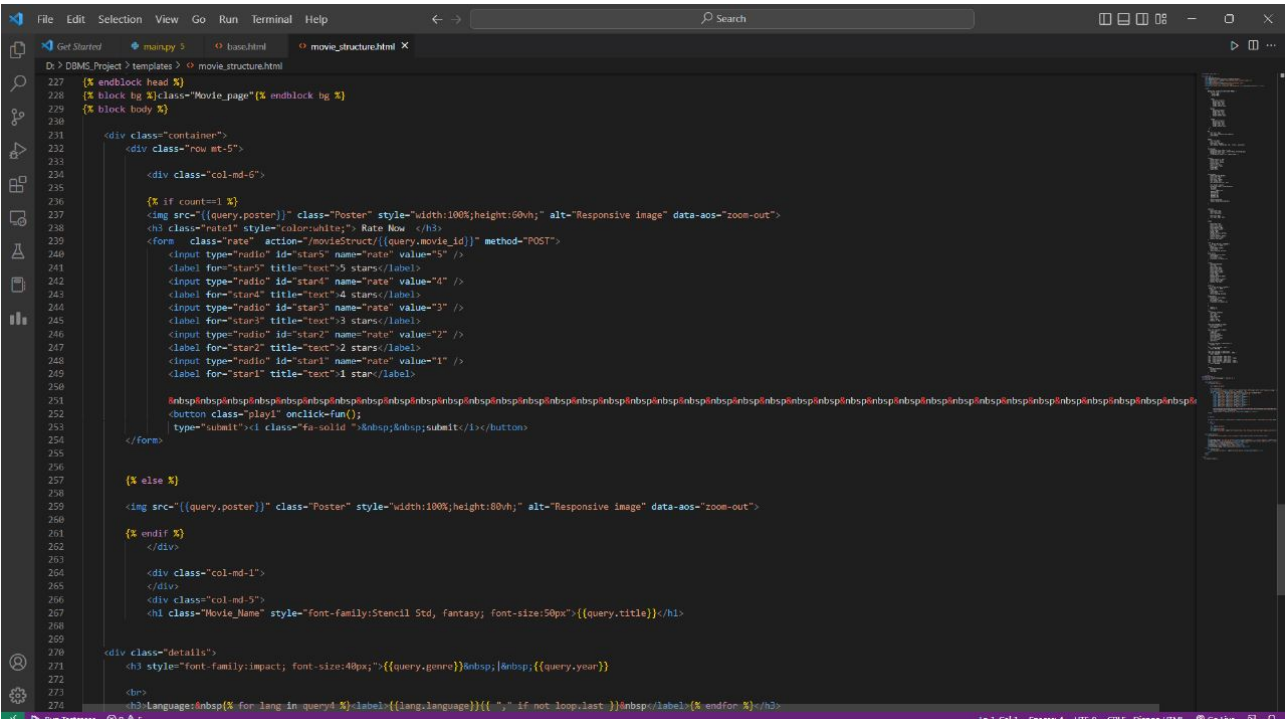 File Edit Selection View Go Run Terminal Help Search
Get Started main.py 3 base.html movie_structure.html
D: > DBMS_Project > templates > movie_structure.html
227 {% endblock head %}
228 {% block bg %}class="Movie_page"{% endblock bg %}
229 {% block body %}
230
231 <div class="container">
232 <div class="row mt-5">
233
234 <div class="col-md-6">
235
236 {% if count==1 %}
237 <img src="{{query.poster}}" class="Poster" style="width:100%;height:60vh;" alt="Responsive image" data-aos="zoom-out">
238 <h3 class="rate1" style="color:white;"> Rate Now </h3>
239 <form class="rate" action="/movieStruct/{{query.movie_id}}" method="POST">
240 <input type="radio" id="star5" name="rate" value="5" />
241 <label for="star5" title="text">5 stars</label>
242 <input type="radio" id="star4" name="rate" value="4" />
243 <label for="star4" title="text">4 stars</label>
244 <input type="radio" id="star3" name="rate" value="3" />
245 <label for="star3" title="text">3 stars</label>
246 <input type="radio" id="star2" name="rate" value="2" />
247 <label for="star2" title="text">2 stars</label>
248 <input type="radio" id="star1" name="rate" value="1" />
249 <label for="star1" title="text">1 star</label>
250
251 &nbsp&nbsp&nbsp&nbsp&nbsp&nbsp&nbsp&nbsp&nbsp&nbsp&nbsp&nbsp&nbsp&nbsp&nbsp&nbsp&nbsp&nbsp&nbsp&nbsp&nbsp&nbsp&nbsp&nbsp&nbsp&nbsp&nbsp&nbsp&nbsp&nbsp&nbsp&nbsp&nbsp&nbsp&nbsp&nbsp&nbsp&nbsp&
252 <button class="play1" onclick=fun();
253 type="submit"><i class="fa-solid ">&nbsp;&nbsp;submit</i></button>
254 </form>
255
256
257 {% else %}
258
259 <img src="{{query.poster}}" class="Poster" style="width:100%;height:80vh;" alt="Responsive image" data-aos="zoom-out">
260
261 {% endif %}
262 </div>
263
264 <div class="col-md-1">
265 </div>
266 <div class="col-md-5">
267 <h1 class="Movie_Name" style="font-family:Stencil Std, fantasy; font-size:50px">{{query.title}}</h1>
268
269
270 <div class="details">
271 <h3 style="font-family:impact; font-size:40px;">{{query.genre}}&nbsp;|&nbsp;{{query.year}}
272
273 <br>
274 <h3>Language:&nbsp{% for lang in query4 %}<label>{{lang.language}}{{ "," if not loop.last }}&nbsp</label>{% endfor %}</h3>